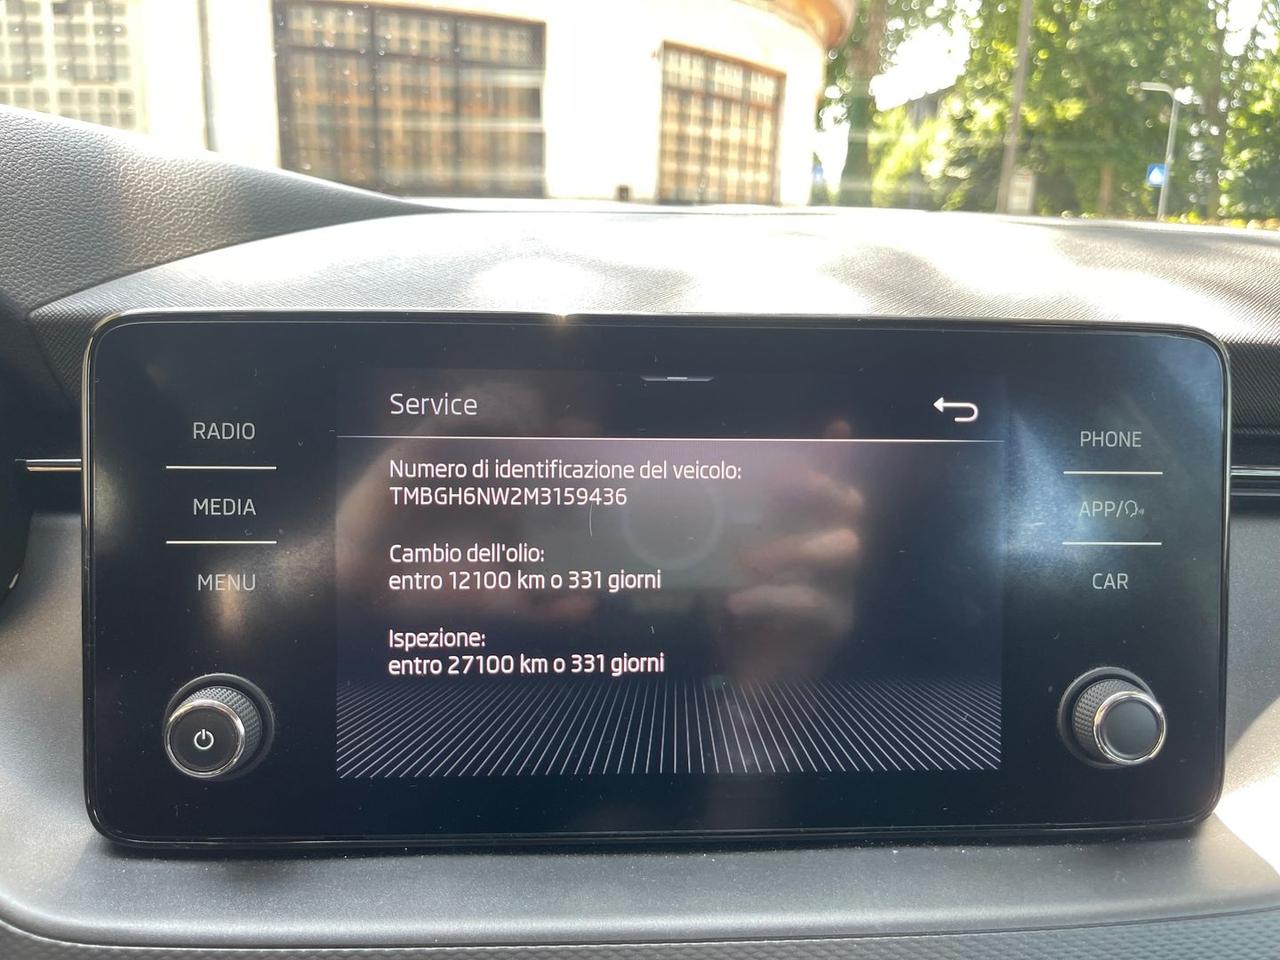 Service
RADIO
MEDIA
MENU
Numero di identificazione del veicolo:
TMBGH6NW2M3159436
Cambio dell'olio:
entro 12100 km o 331 giorni
Ispezione:
entro 27100 km o 331 giorni
PHONE
APP/
CAR